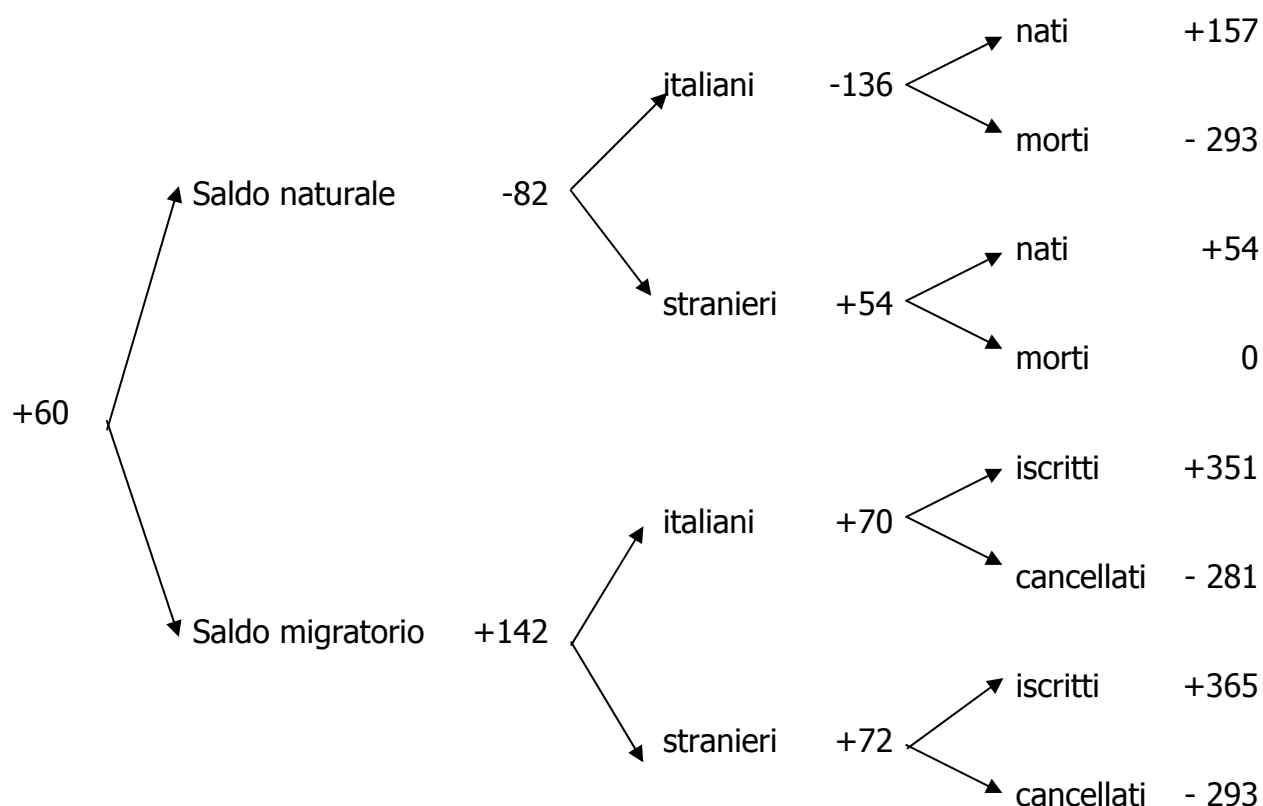 nati +157
italiani -136
morti - 293
Saldo naturale -82
nati +54
stranieri +54
morti 0
+60
iscritti +351
italiani +70
cancellati - 281
Saldo migratorio +142
iscritti +365
stranieri +72
cancellati - 293